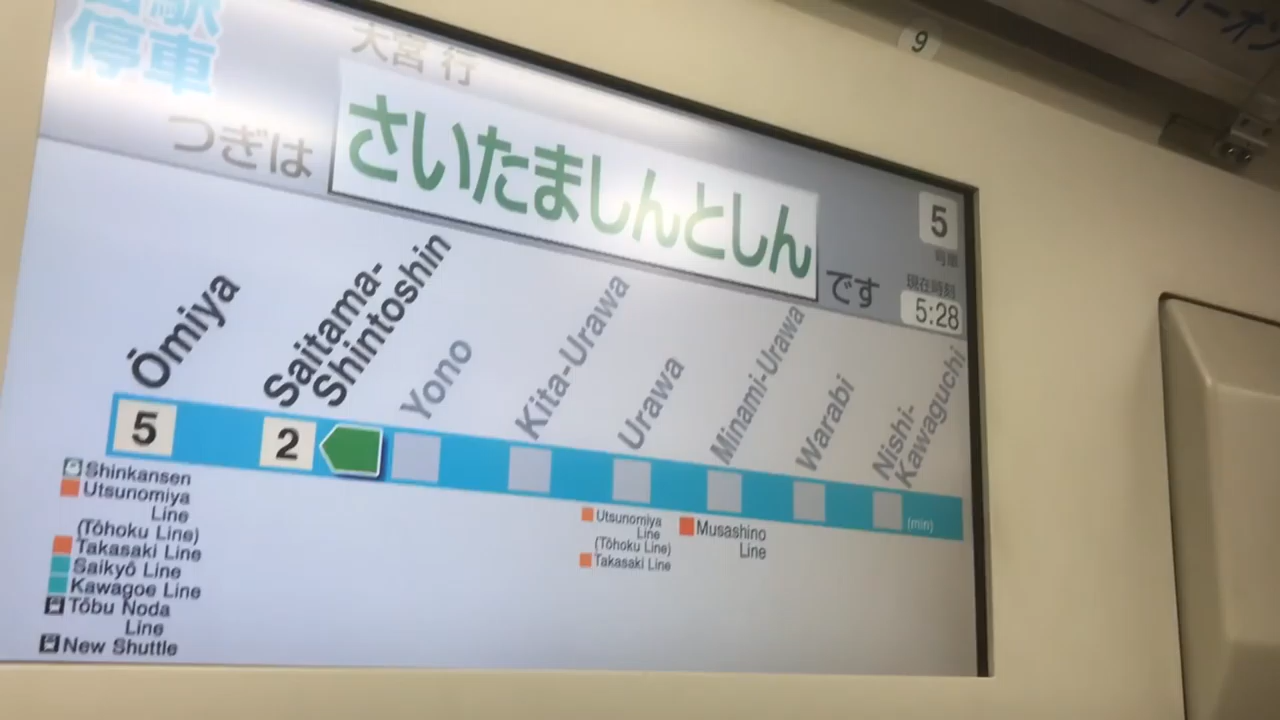 駅
停車
大宮 行
つぎは
さいたましんとしん
です
5
号車
現在時刻
5:28
9
Ōmiya
Saitama-
Shintoshin
Yono
Kita-Urawa
Urawa
Minami-Urawa
Warabi
Nishi-
Kawaguchi
5
2
(min)
Shinkansen
Utsunomiya
Line
(Tōhoku Line)
Takasaki Line
Saikyō Line
Kawagoe Line
Tōbu Noda
Line
New Shuttle
Utsunomiya
Line
(Tōhoku Line)
Takasaki Line
Musashino
Line